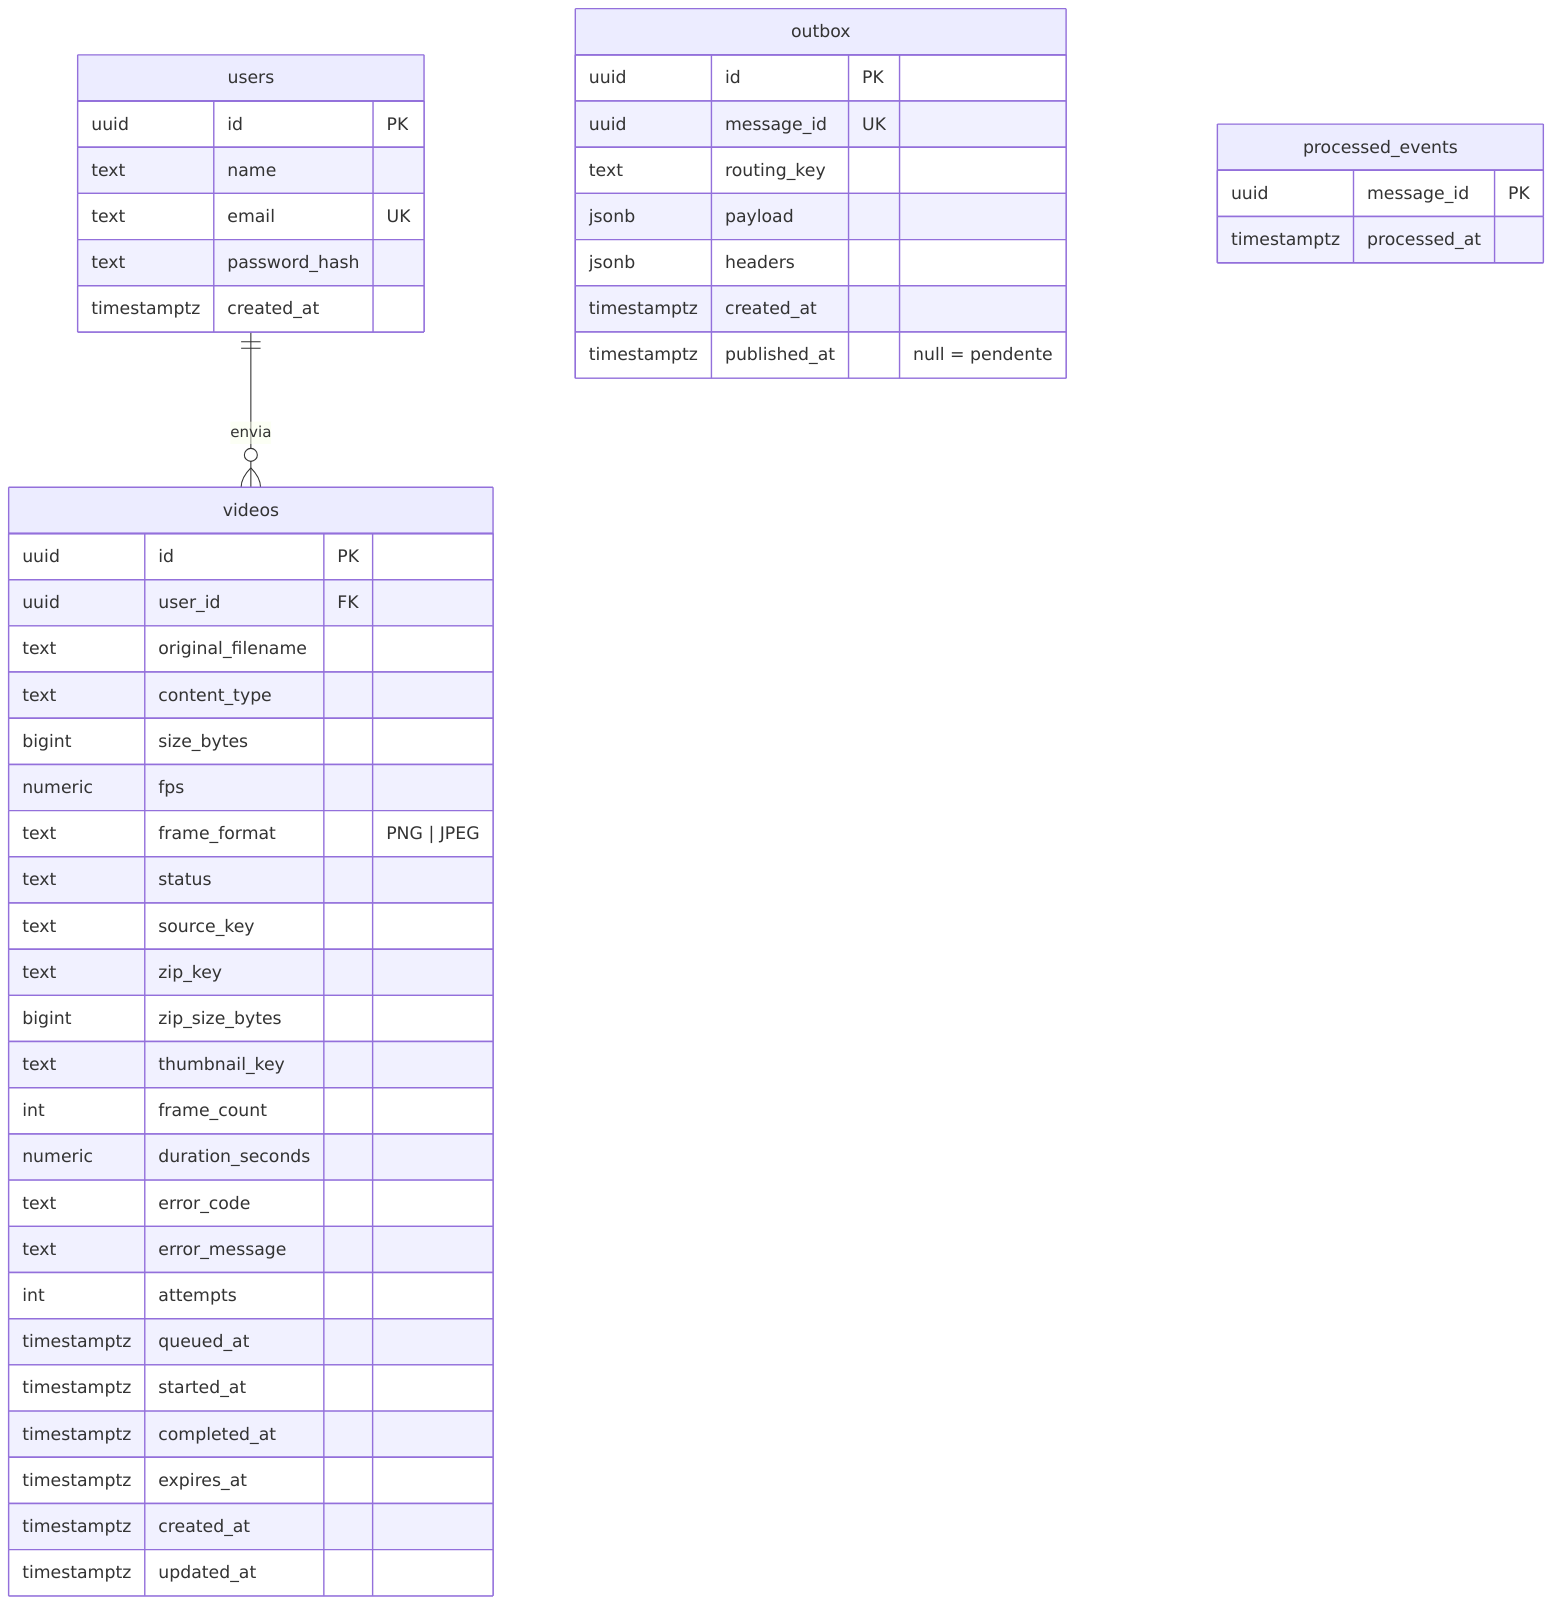 users
uuid id PK
text name
text email UK
text password_hash
timestamptz created_at
envia
videos
uuid id PK
uuid user_id FK
text original_filename
text content_type
bigint size_bytes
numeric fps
text frame_format PNG | JPEG
text status
text source_key
text zip_key
bigint zip_size_bytes
text thumbnail_key
int frame_count
numeric duration_seconds
text error_code
text error_message
int attempts
timestamptz queued_at
timestamptz started_at
timestamptz completed_at
timestamptz expires_at
timestamptz created_at
timestamptz updated_at
outbox
uuid id PK
uuid message_id UK
text routing_key
jsonb payload
jsonb headers
timestamptz created_at
timestamptz published_at null = pendente
processed_events
uuid message_id PK
timestamptz processed_at